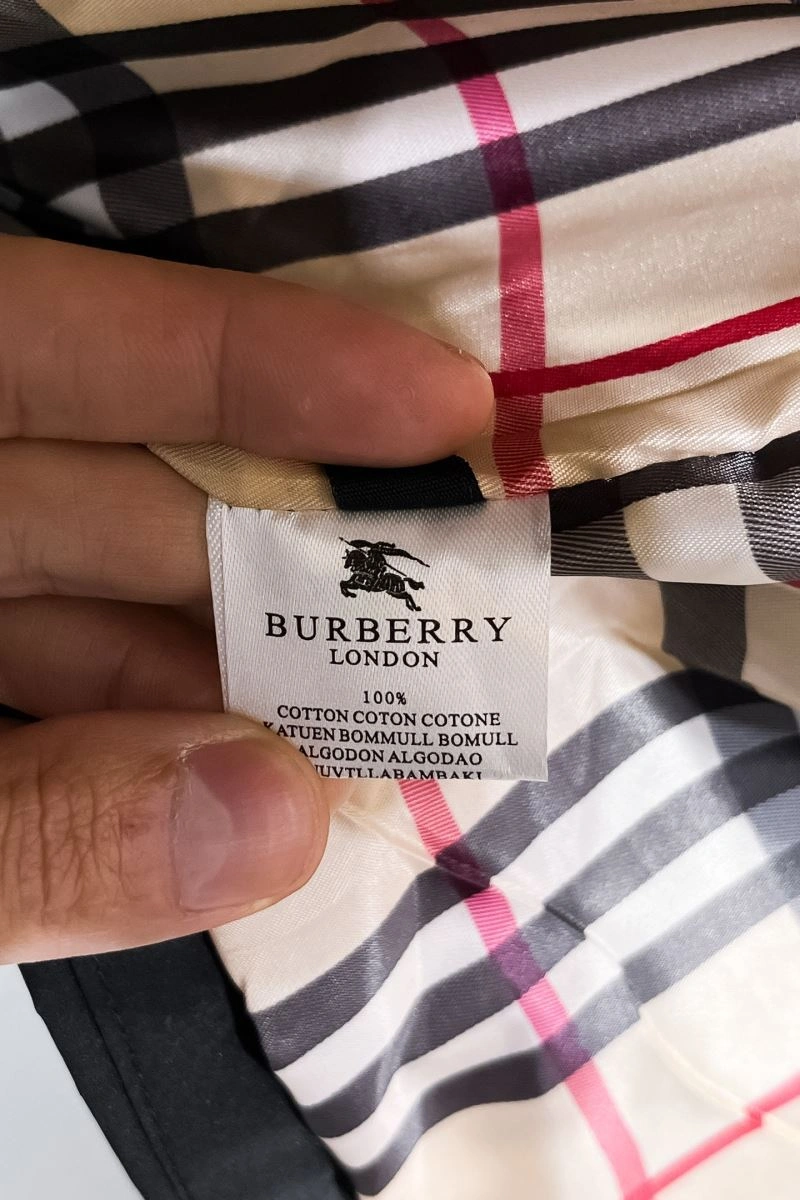 BURBERRY
LONDON
100%
COTTON COTON COTONE
KATUEN BOMMULL BOMULL
ALGODON ALGODAO